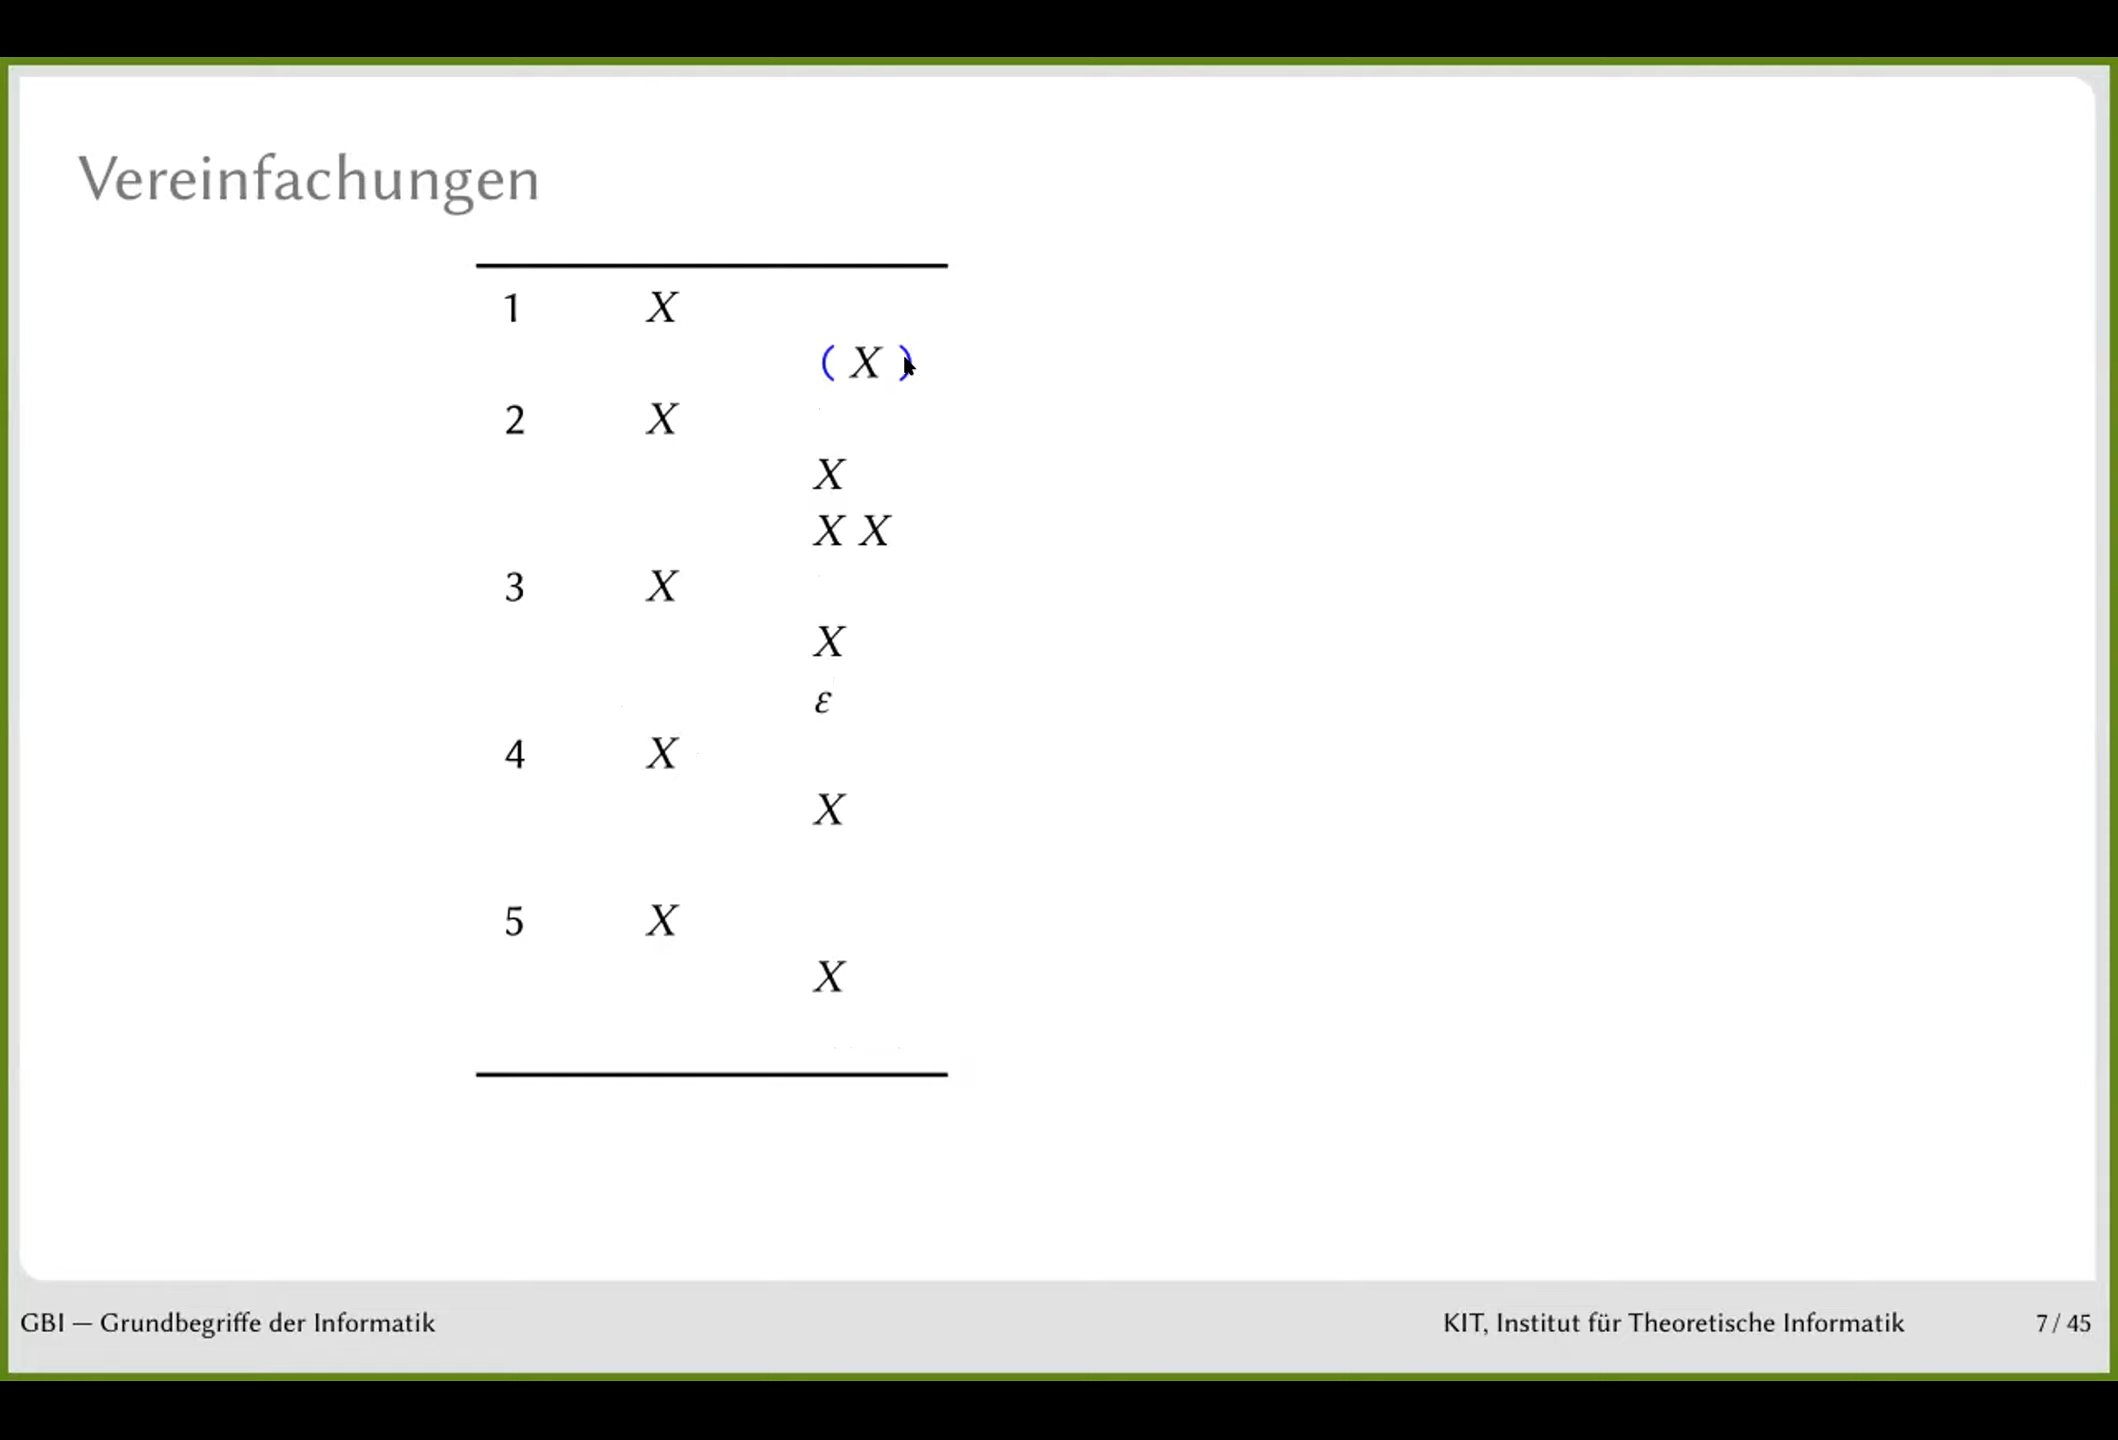 Vereinfachungen
1 X
( X )
2 X
X
X X
3 X
X
ε
4 X
X
5 X
X
GBI — Grundbegriffe der Informatik
KIT, Institut für Theoretische Informatik
7 / 45